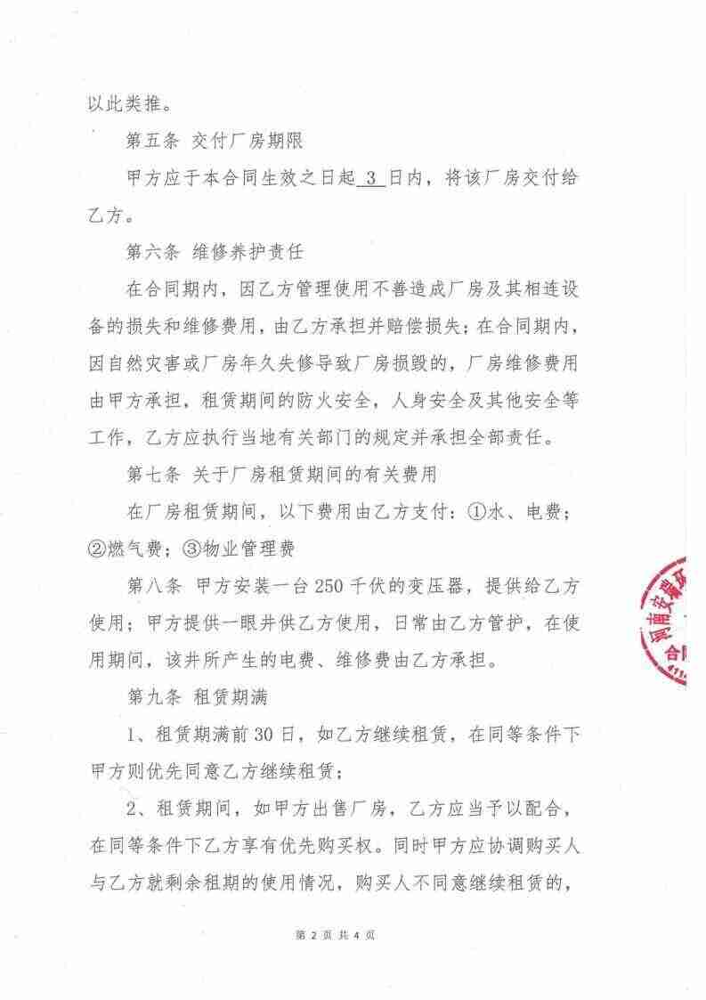 以此类推。
第五条 交付厂房期限
甲方应于本合同生效之日起 3 日内，将该厂房交付给
乙方。
第六条 维修养护责任
在合同期内，因乙方管理使用不善造成厂房及其相连设
备的损失和维修费用，由乙方承担并赔偿损失；在合同期内，
因自然灾害或厂房年久失修导致厂房损毁的，厂房维修费用
由甲方承担，租赁期间的防火安全，人身安全及其他安全等
工作，乙方应执行当地有关部门的规定并承担全部责任。
第七条 关于厂房租赁期间的有关费用
在厂房租赁期间，以下费用由乙方支付：①水、电费；
②燃气费；③物业管理费
第八条 甲方安装一台250千伏的变压器，提供给乙方
使用；甲方提供一眼井供乙方使用，日常由乙方管护，在使
用期间，该井所产生的电费、维修费由乙方承担。
第九条 租赁期满
1、租赁期满前30日，如乙方继续租赁，在同等条件下
甲方则优先同意乙方继续租赁；
2、租赁期间，如甲方出售厂房，乙方应当予以配合，
在同等条件下乙方享有优先购买权。同时甲方应协调购买人
与乙方就剩余租期的使用情况，购买人不同意继续租赁的，
第 2 页 共 4 页
河南安瑞环
合同
411